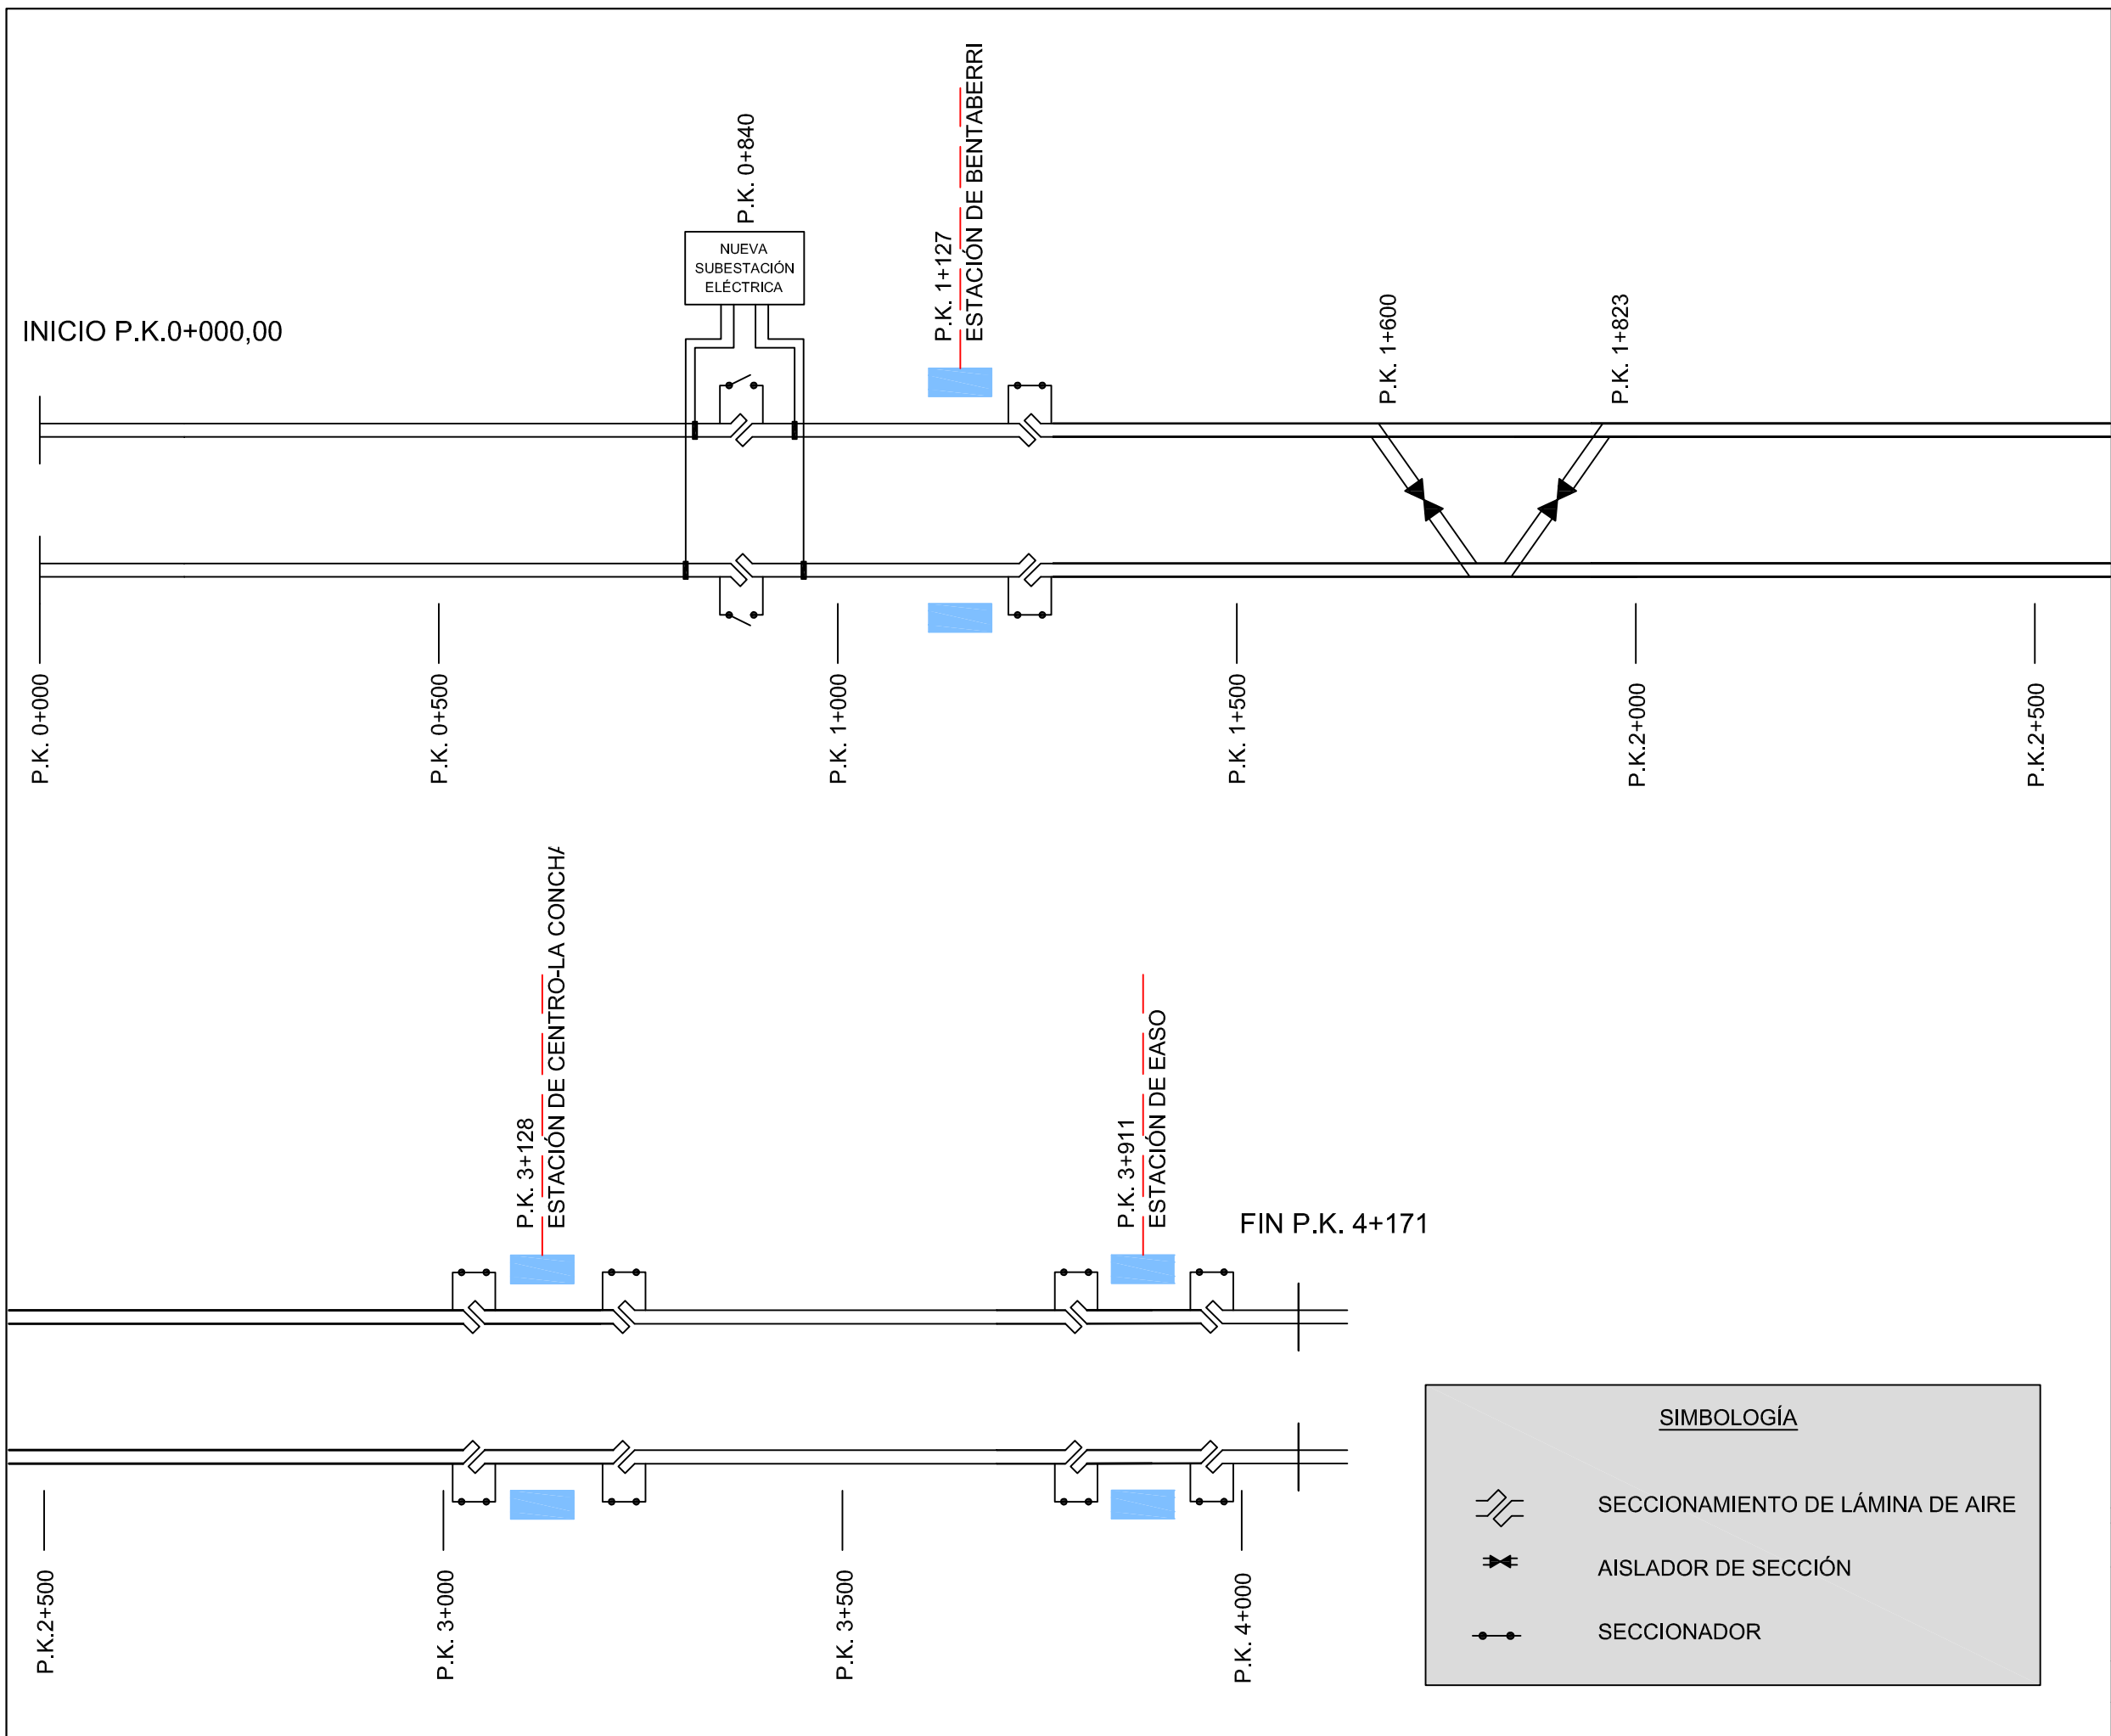 INICIO P.K.0+000,00
P.K. 0+840
NUEVA
SUBESTACIÓN
ELÉCTRICA
P.K. 1+127
ESTACIÓN DE BENTABERRI
P.K. 1+600
P.K. 1+823
P.K. 0+000
P.K. 0+500
P.K. 1+000
P.K. 1+500
P.K.2+000
P.K.2+500
P.K. 3+128
ESTACIÓN DE CENTRO-LA CONCHA
P.K. 3+911
ESTACIÓN DE EASO
FIN P.K. 4+171
P.K.2+500
P.K. 3+000
P.K. 3+500
P.K. 4+000
SIMBOLOGÍA
SECCIONAMIENTO DE LÁMINA DE AIRE
AISLADOR DE SECCIÓN
SECCIONADOR